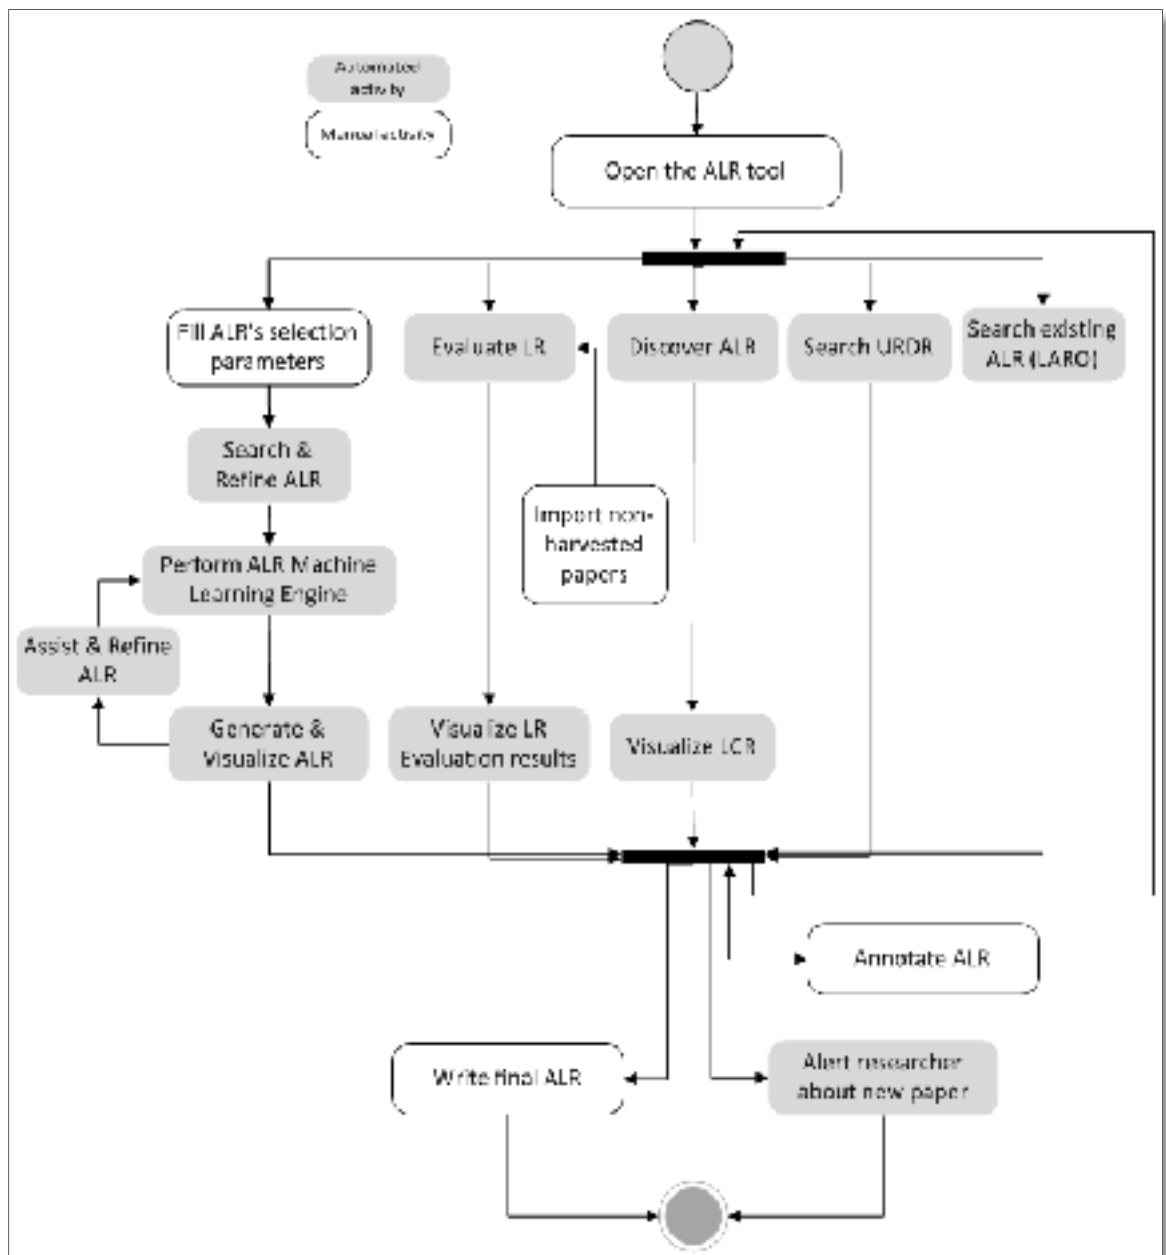 Automated
activity
Manual activity
Open the ALR tool
Fill ALR's selection
parameters
Evaluate LR
Discover ALR
Search URDR
Search existing
ALR (LARO)
Search &
Refine ALR
Import non-
harvested
papers
Perform ALR Machine
Learning Engine
Assist & Refine
ALR
Generate &
Visualize ALR
Visualize LR
Evaluation results
Visualize LCR
Annotate ALR
Write final ALR
Alert researcher
about new paper